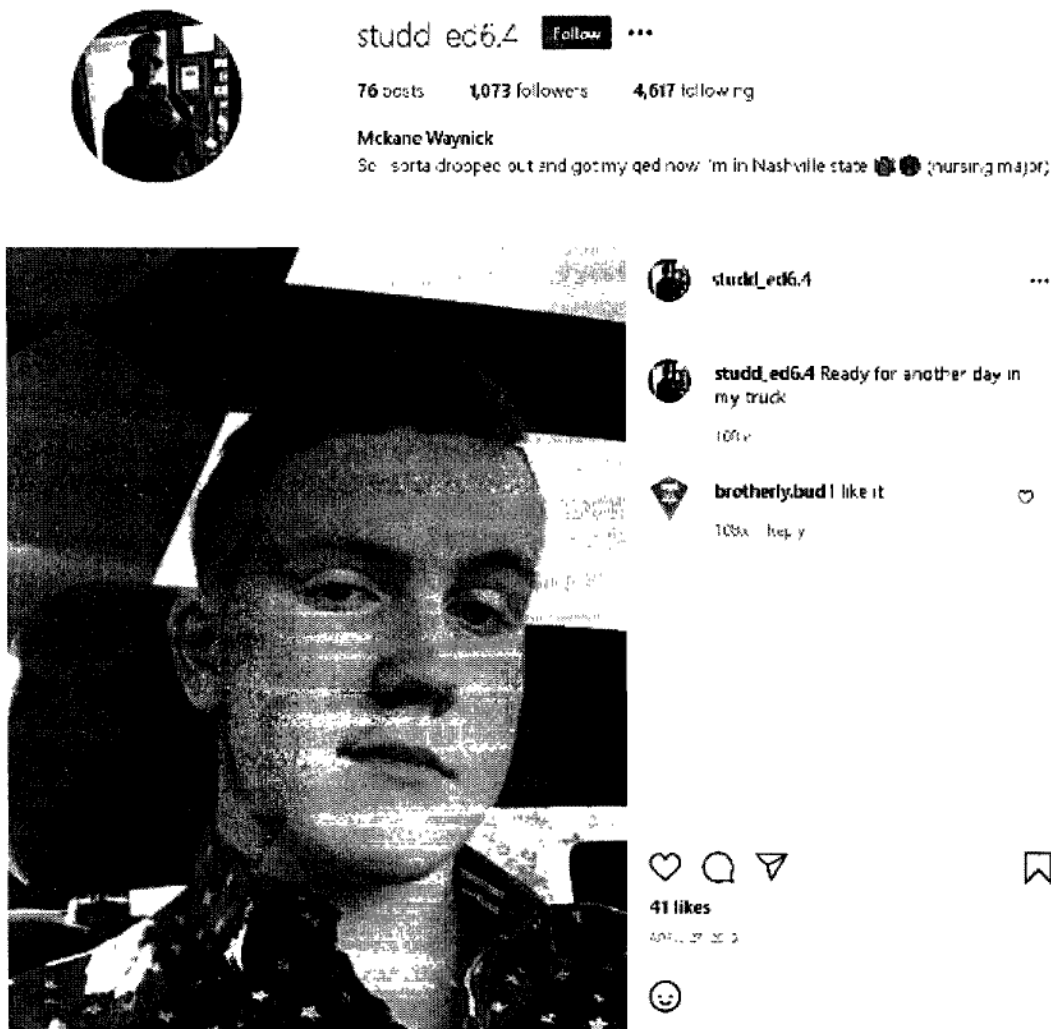 studd_ed6.4 Follow •••
76 posts 1,073 followers 4,617 following
Mckane Waynick
So I sorta dropped out and got my ged now I'm in Nashville state (nursing major)
studd_ed6.4 •••
studd_ed6.4 Ready for another day in
my truck
brotherly.bud I like it
Reply
41 likes